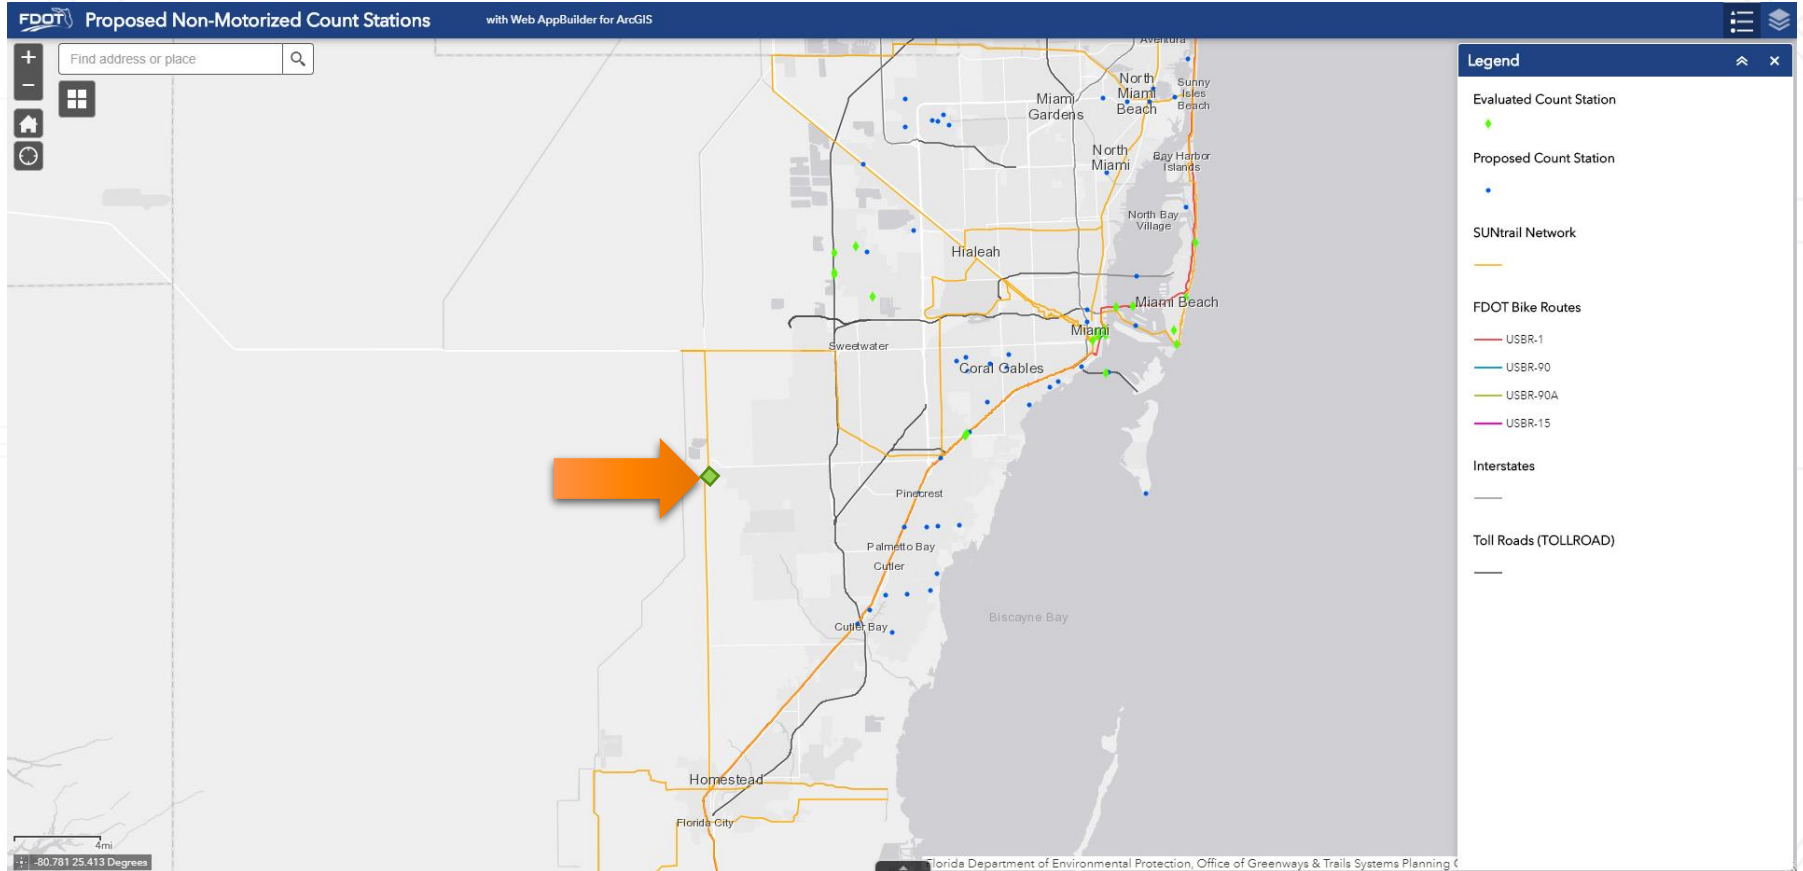 FDOT Proposed Non-Motorized Count Stations with Web AppBuilder for ArcGIS
+
−
Find address or place
Aventura
North
Miami
Beach
Sunny
Isles
Beach
Miami
Gardens
North
Miami
Bay Harbor
Islands
North Bay
Village
Hialeah
Miami Beach
Miami
Sweetwater
Coral Gables
Pinecrest
Palmetto Bay
Cutler
Biscayne Bay
Cutler Bay
Homestead
Florida City
4mi
-80.781 25.413 Degrees
Florida Department of Environmental Protection, Office of Greenways & Trails Systems Planning
Legend
Evaluated Count Station
Proposed Count Station
SUNtrail Network
FDOT Bike Routes
USBR-1
USBR-90
USBR-90A
USBR-15
Interstates
Toll Roads (TOLLROAD)